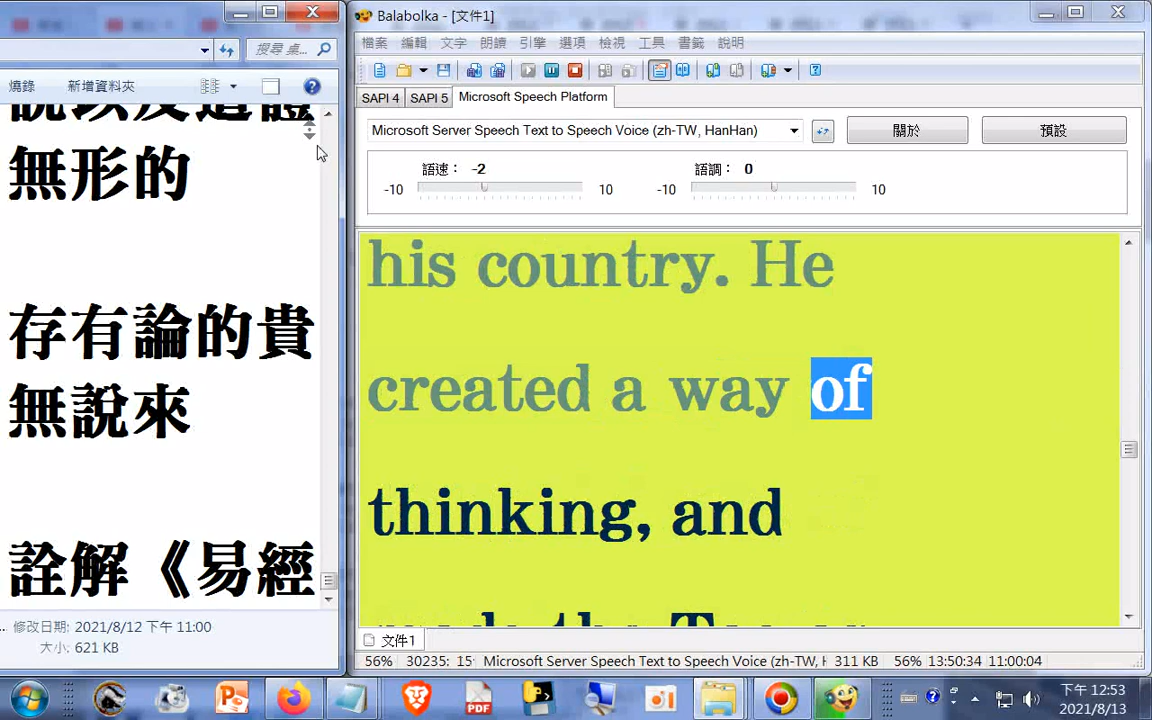 搜尋 桌...
燒錄 新增資料夾
說以及遺體
無形的
存有論的貴
無說來
詮解《易經
... 修改日期: 2021/8/12 下午 11:00
大小: 621 KB
Balabolka - [文件1]
檔案 編輯 文字 朗讀 引擎 選項 檢視 工具 書籤 說明
SAPI 4 SAPI 5 Microsoft Speech Platform
Microsoft Server Speech Text to Speech Voice (zh-TW, HanHan) 關於 預設
語速: -2 語調: 0
-10 10 -10 10
his country. He
created a way of
thinking, and
文件1
56% 30235: 15 Microsoft Server Speech Text to Speech Voice (zh-TW, H 311 KB 56% 13:50:34 11:00:04
PDF
下午 12:53
2021/8/13